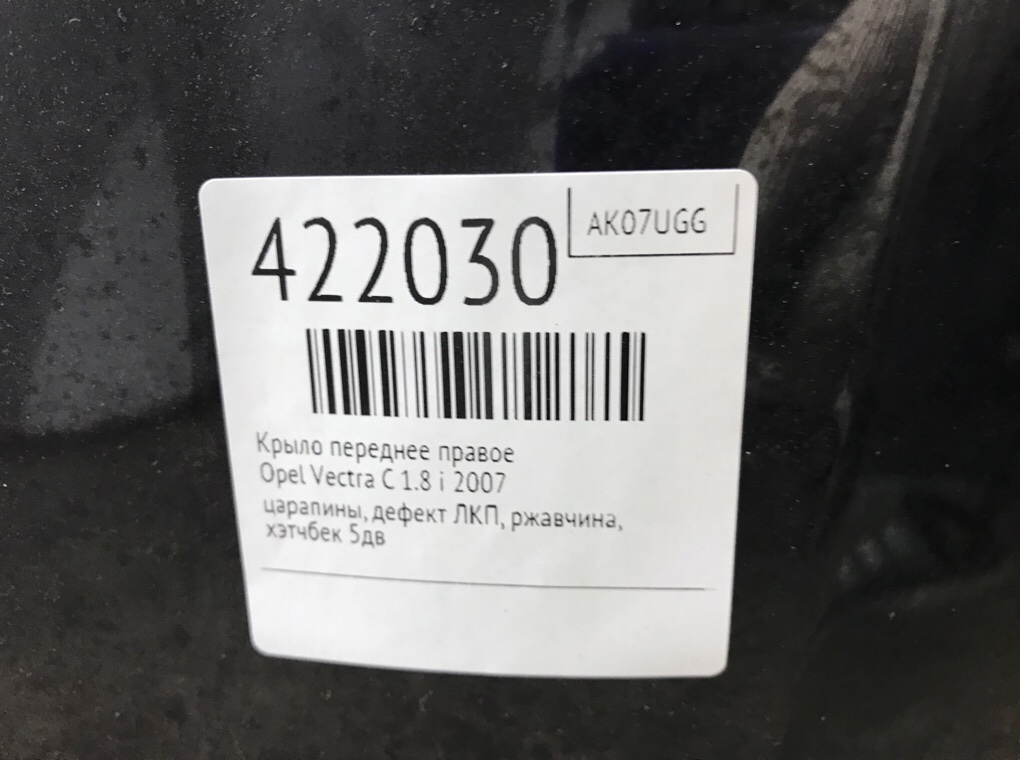 422030
AK07UGG
Крыло переднее правое
Opel Vectra C 1.8 i 2007
царапины, дефект ЛКП, ржавчина,
хэтчбек 5дв